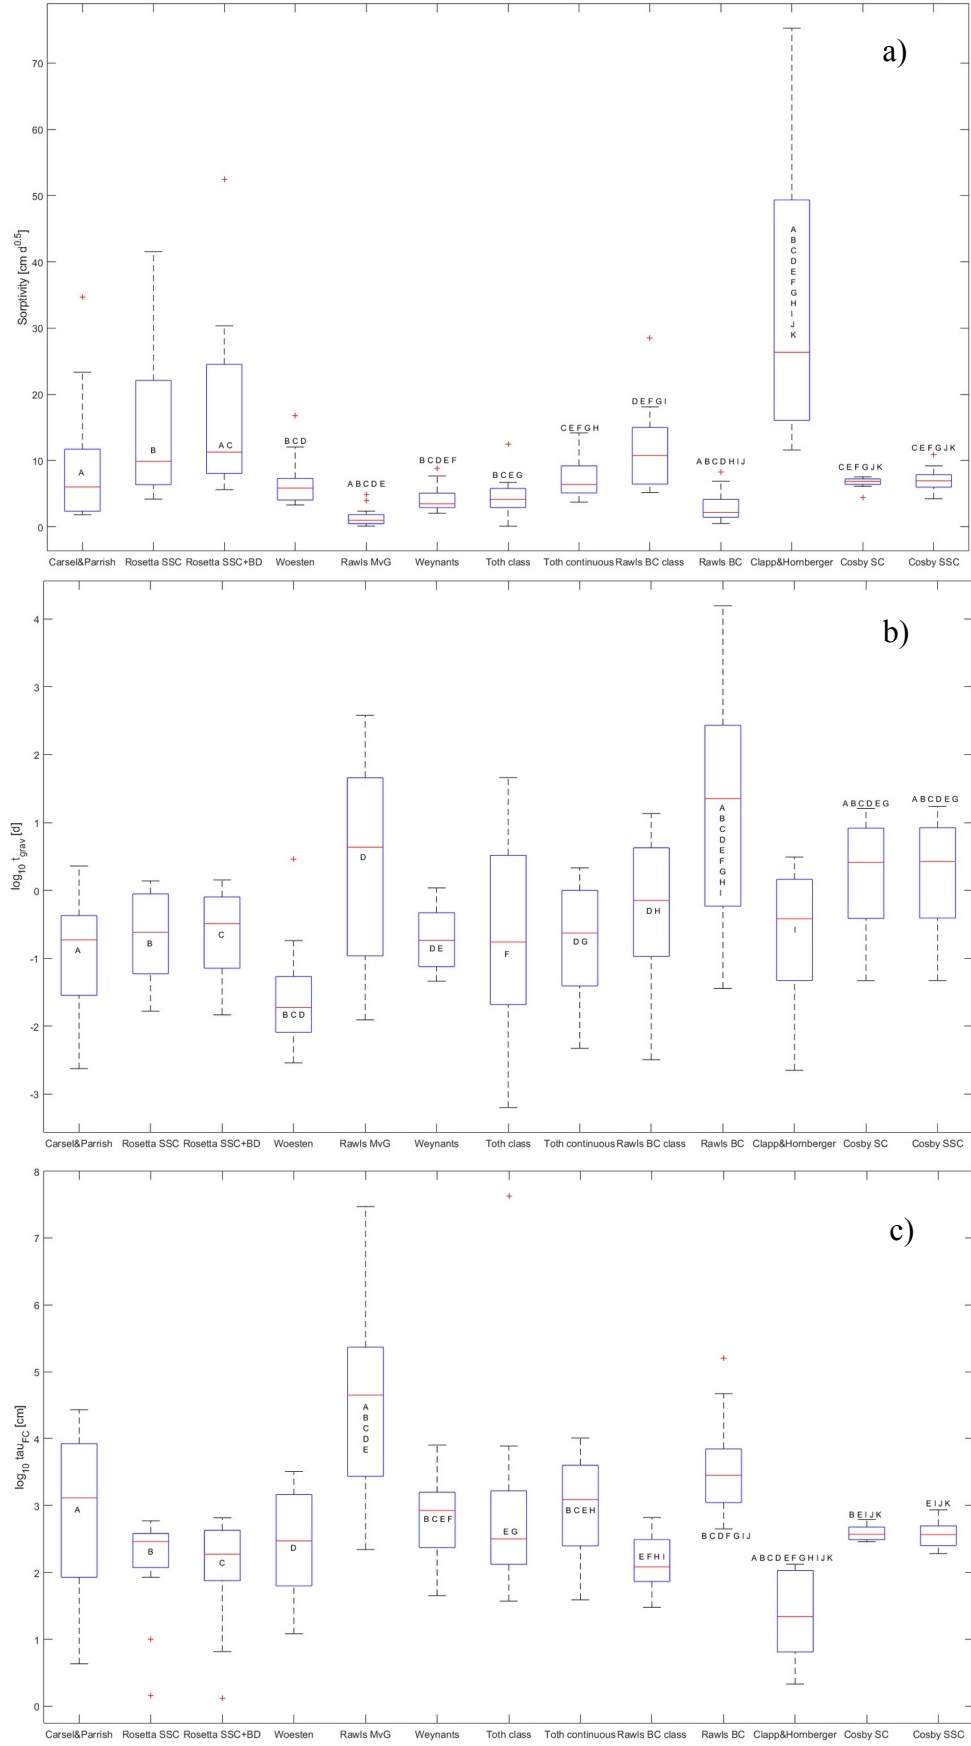 a)
70
60
50
40
30
20
10
0
Sorptivity [cm d^0.5]
A
B
A C
B C D
A B C D E
B C D E F
B C E G
C E F G H
D E F G I
A B C D H I J
A
B
C
D
E
F
G
H
I
J
K
C E F G J K
C E F G J K
Carsel&Parrish Rosetta SSC Rosetta SSC+BD Woesten Rawls MvG Weynants Toth class Toth continuous Rawls BC class Rawls BC Clapp&Hornberger Cosby SC Cosby SSC
b)
4
3
2
1
0
-1
-2
-3
log10 t_grav [d]
A
B
C
B C D
D
D E
F
D G
D H
A
B
C
D
E
F
G
H
I
I
A B C D E G
A B C D E G
Carsel&Parrish Rosetta SSC Rosetta SSC+BD Woesten Rawls MvG Weynants Toth class Toth continuous Rawls BC class Rawls BC Clapp&Hornberger Cosby SC Cosby SSC
c)
8
7
6
5
4
3
2
1
0
log10 tau_FC [cm]
A
B
C
D
A
B
C
D
E
B C E F
E G
B C E H
E F H I
B C D F G I J
A B C D E F G H I J K
B E I J K
E I J K
Carsel&Parrish Rosetta SSC Rosetta SSC+BD Woesten Rawls MvG Weynants Toth class Toth continuous Rawls BC class Rawls BC Clapp&Hornberger Cosby SC Cosby SSC